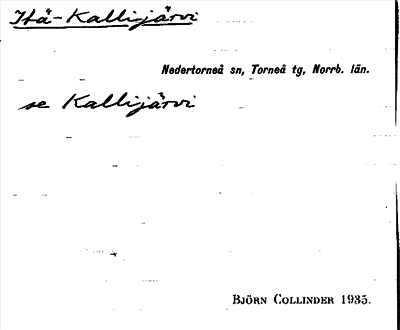 Itä-Kallijärvi
Nedertorneå sn, Torneå tg, Norrb. län.
se Kallijärvi
Björn Collinder 1935.